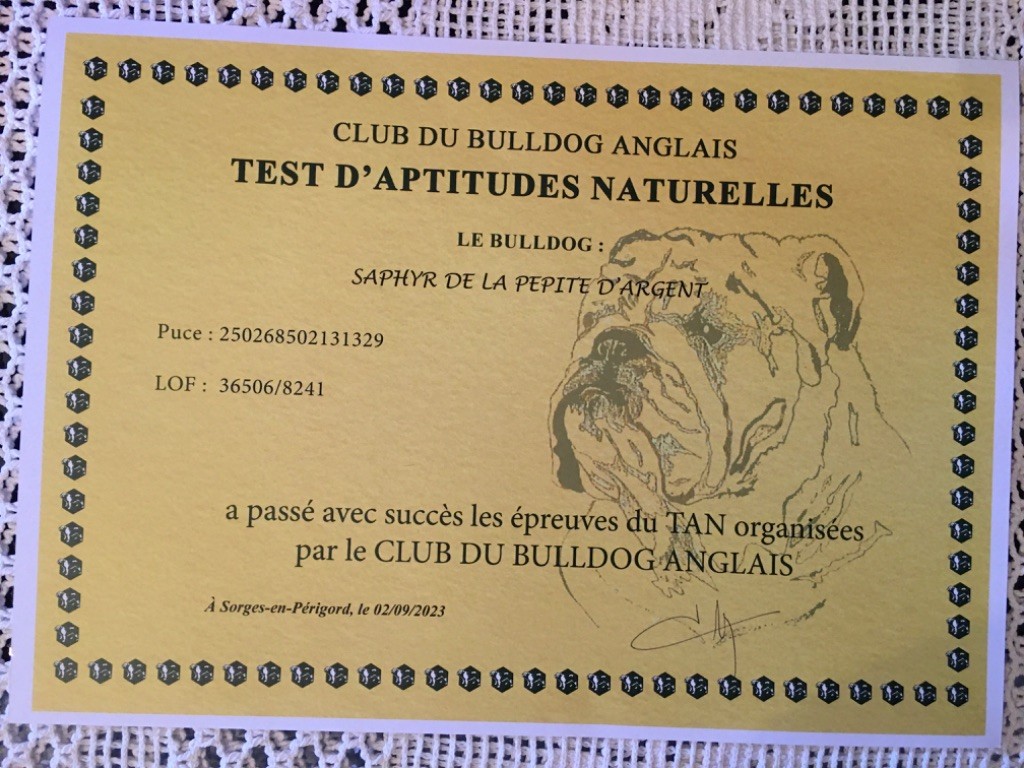 CLUB DU BULLDOG ANGLAIS
TEST D'APTITUDES NATURELLES
LE BULLDOG :
SAPHYR DE LA PEPITE D'ARGENT
Puce : 250268502131329
LOF : 36506/8241
a passé avec succès les épreuves du TAN organisées
par le CLUB DU BULLDOG ANGLAIS
À Sorges-en-Périgord, le 02/09/2023